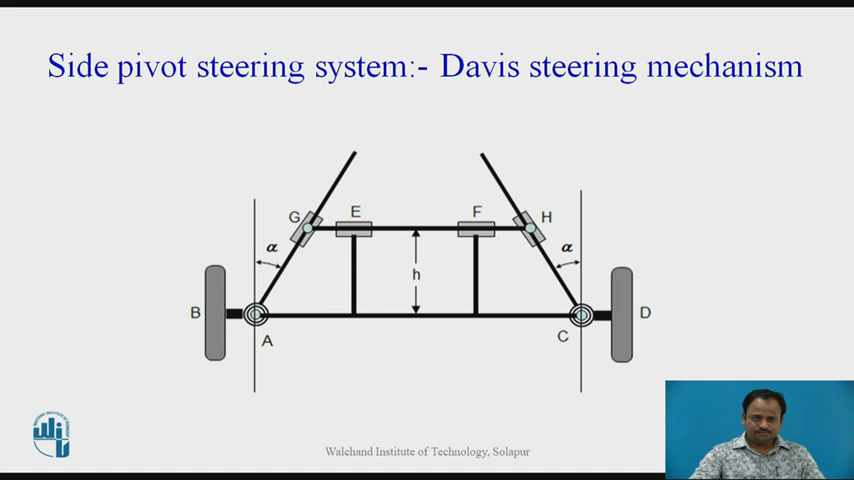 Side pivot steering system:- Davis steering mechanism
G E F H
α α
h
B D
A C
Walchand Institute of Technology, Solapur